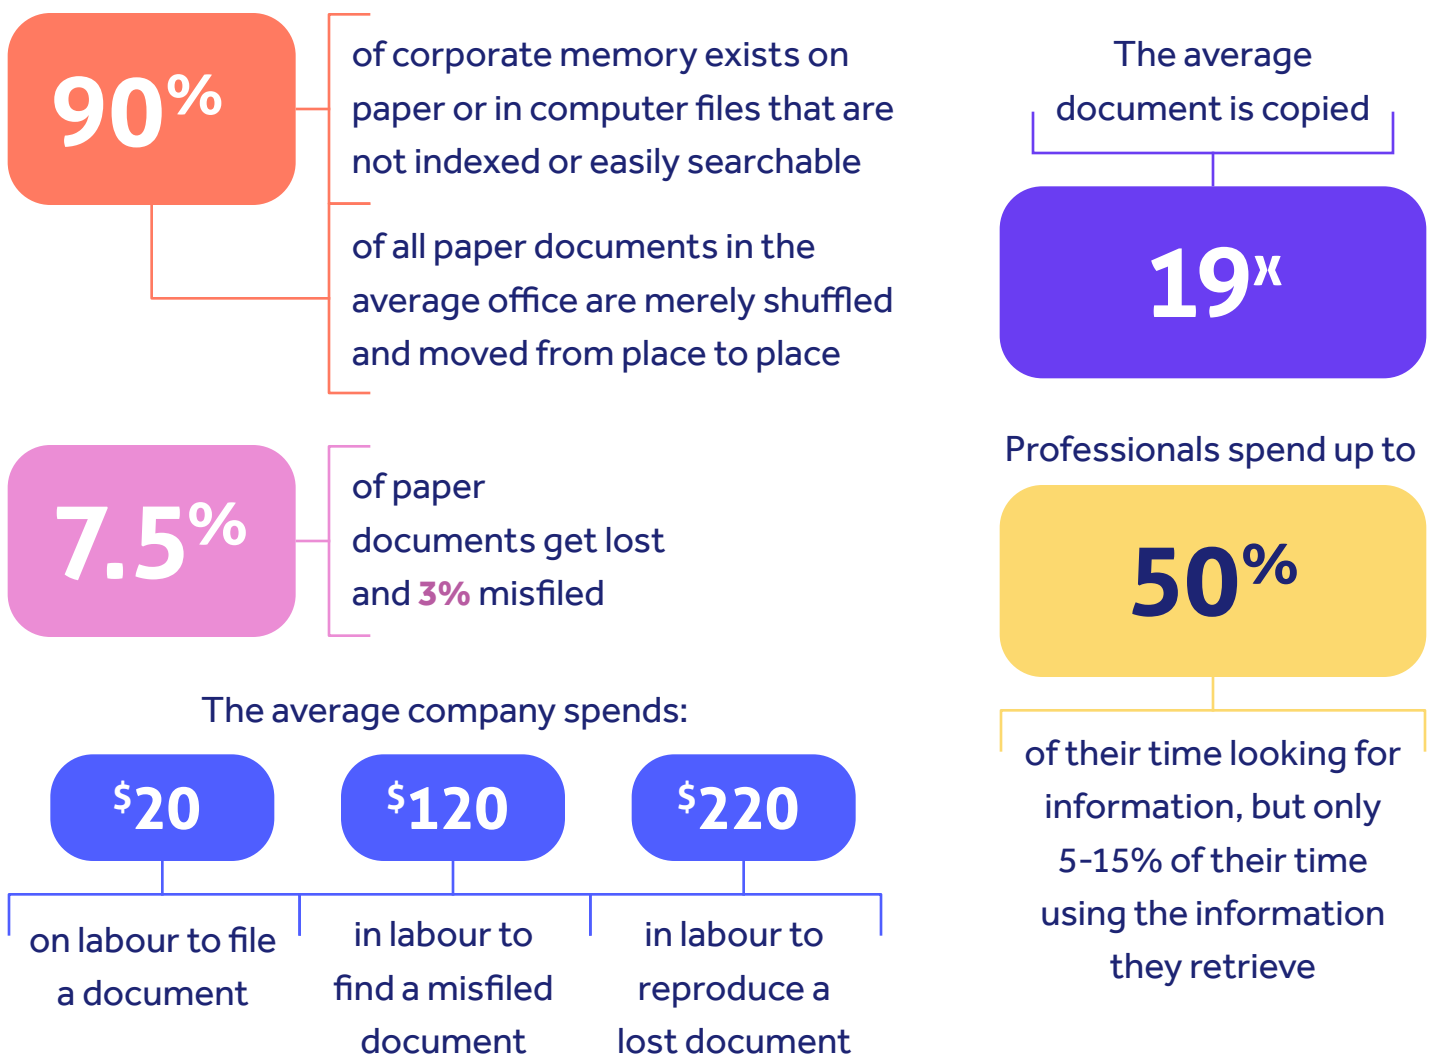 90%
of corporate memory exists on
paper or in computer files that are
not indexed or easily searchable
of all paper documents in the
average office are merely shuffled
and moved from place to place
7.5%
of paper
documents get lost
and 3% misfiled
The average company spends:
$20
on labour to file
a document
$120
in labour to
find a misfiled
document
$220
in labour to
reproduce a
lost document
The average
document is copied
19x
Professionals spend up to
50%
of their time looking for
information, but only
5-15% of their time
using the information
they retrieve